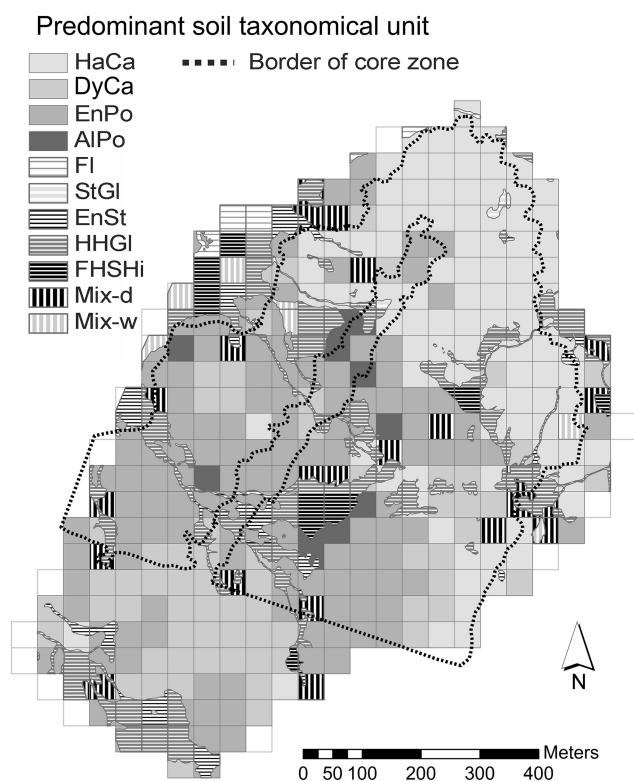 Predominant soil taxonomical unit
HaCa
Border of core zone
DyCa
EnPo
AlPo
Fl
StGl
EnSt
HHGl
FHSHi
Mix-d
Mix-w
N
Meters
0 50 100 200 300 400